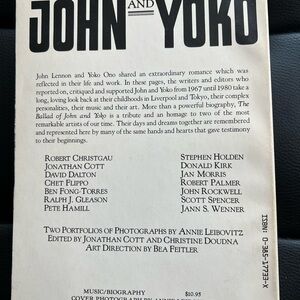 JOHN AND YOKO
John Lennon and Yoko Ono shared an extraordinary romance which was
reflected in their life and work. In these pages, the writers and editors who
reported on, critiqued and supported John and Yoko from 1967 until 1980 take a
long, loving look back at their childhoods in Liverpool and Tokyo, their complex
personalities, their music and their art. More than a powerful biography, The
Ballad of John and Yoko is a tribute and an homage to two of the most
remarkable artists of our time. Their days and dreams together are remembered
and represented here by many of the same hands and hearts that gave testimony
to their beginnings.
ROBERT CHRISTGAU
JONATHAN COTT
DAVID DALTON
CHET FLIPPO
BEN FONG-TORRES
RALPH J. GLEASON
PETE HAMILL
STEPHEN HOLDEN
DONALD KIRK
JAN MORRIS
ROBERT PALMER
JOHN ROCKWELL
SCOTT SPENCER
JANN S. WENNER
TWO PORTFOLIOS OF PHOTOGRAPHS BY ANNIE LEIBOVITZ
EDITED BY JONATHAN COTT AND CHRISTINE DOUDNA
ART DIRECTION BY BEA FEITLER
ISBN: 0-385-17733-X
MUSIC/BIOGRAPHY
$10.95
COVER PHOTOGRAPH BY ANNIE